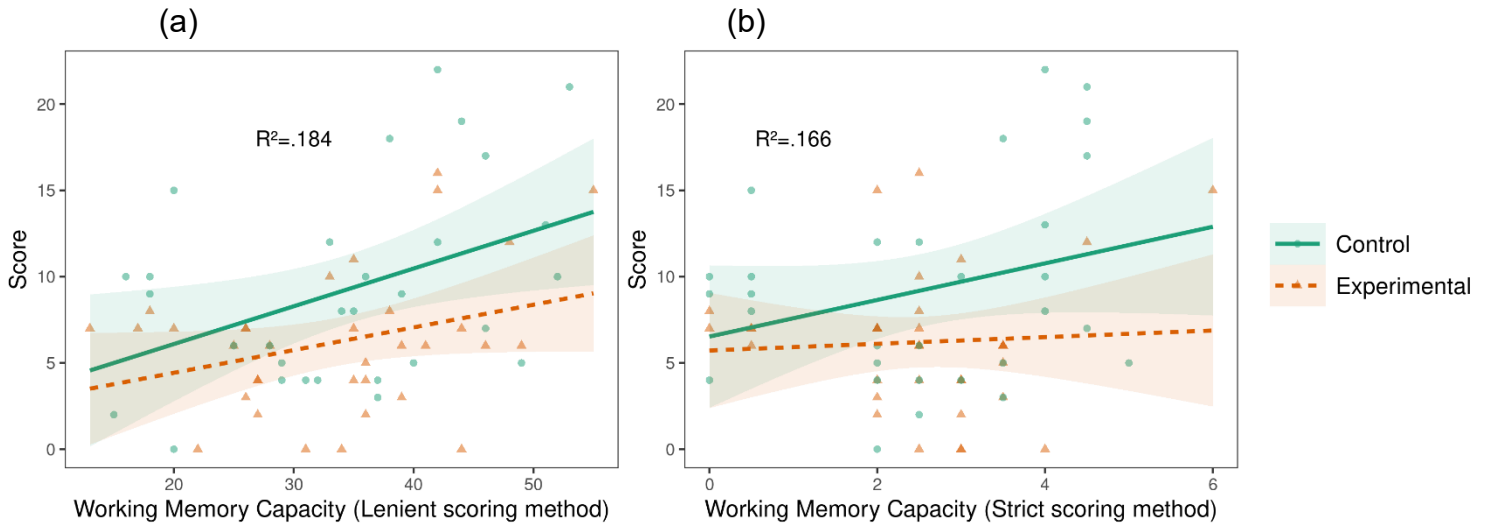 (a)
(b)
Score
20
15
10
5
0
R²=.184
20 30 40 50
Working Memory Capacity (Lenient scoring method)
Score
20
15
10
5
0
R²=.166
0 2 4 6
Working Memory Capacity (Strict scoring method)
Control
Experimental